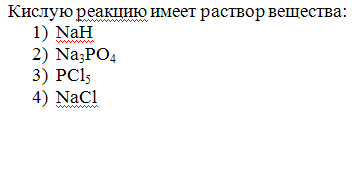 Кислую реакцию имеет раствор вещества:
1) NaH
2) Na₃PO₄
3) PCl₅
4) NaCl